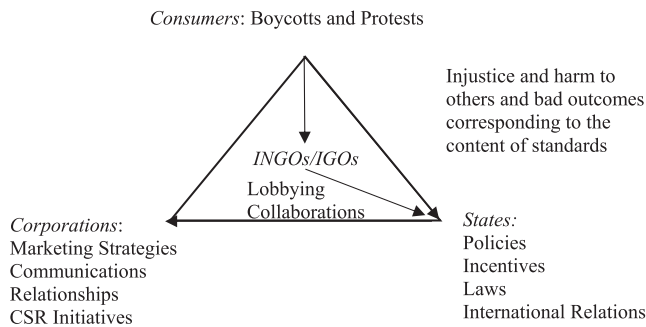 Consumers: Boycotts and Protests
Injustice and harm to
others and bad outcomes
corresponding to the
content of standards
INGOs/IGOs
Lobbying
Collaborations
Corporations:
Marketing Strategies
Communications
Relationships
CSR Initiatives
States:
Policies
Incentives
Laws
International Relations